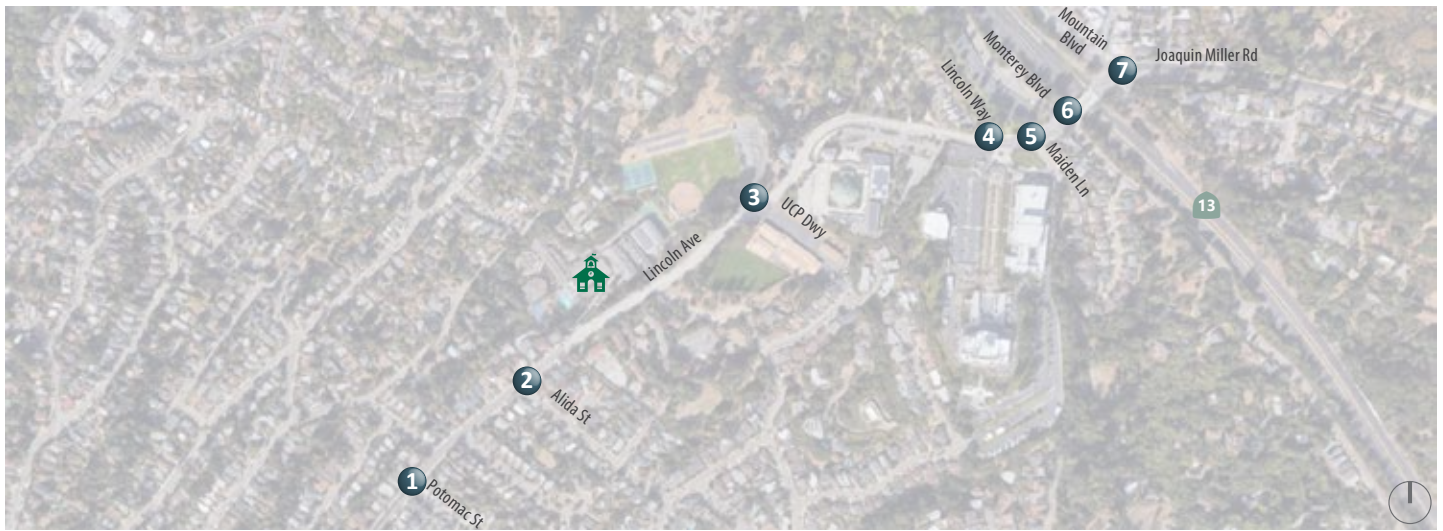 Mountain
Blvd
Monterey Blvd
Joaquin Miller Rd
7
Lincoln Way
6
4
5
Maiden Ln
3
UCP Dwy
13
Lincoln Ave
2
Alida St
1
Potomac St